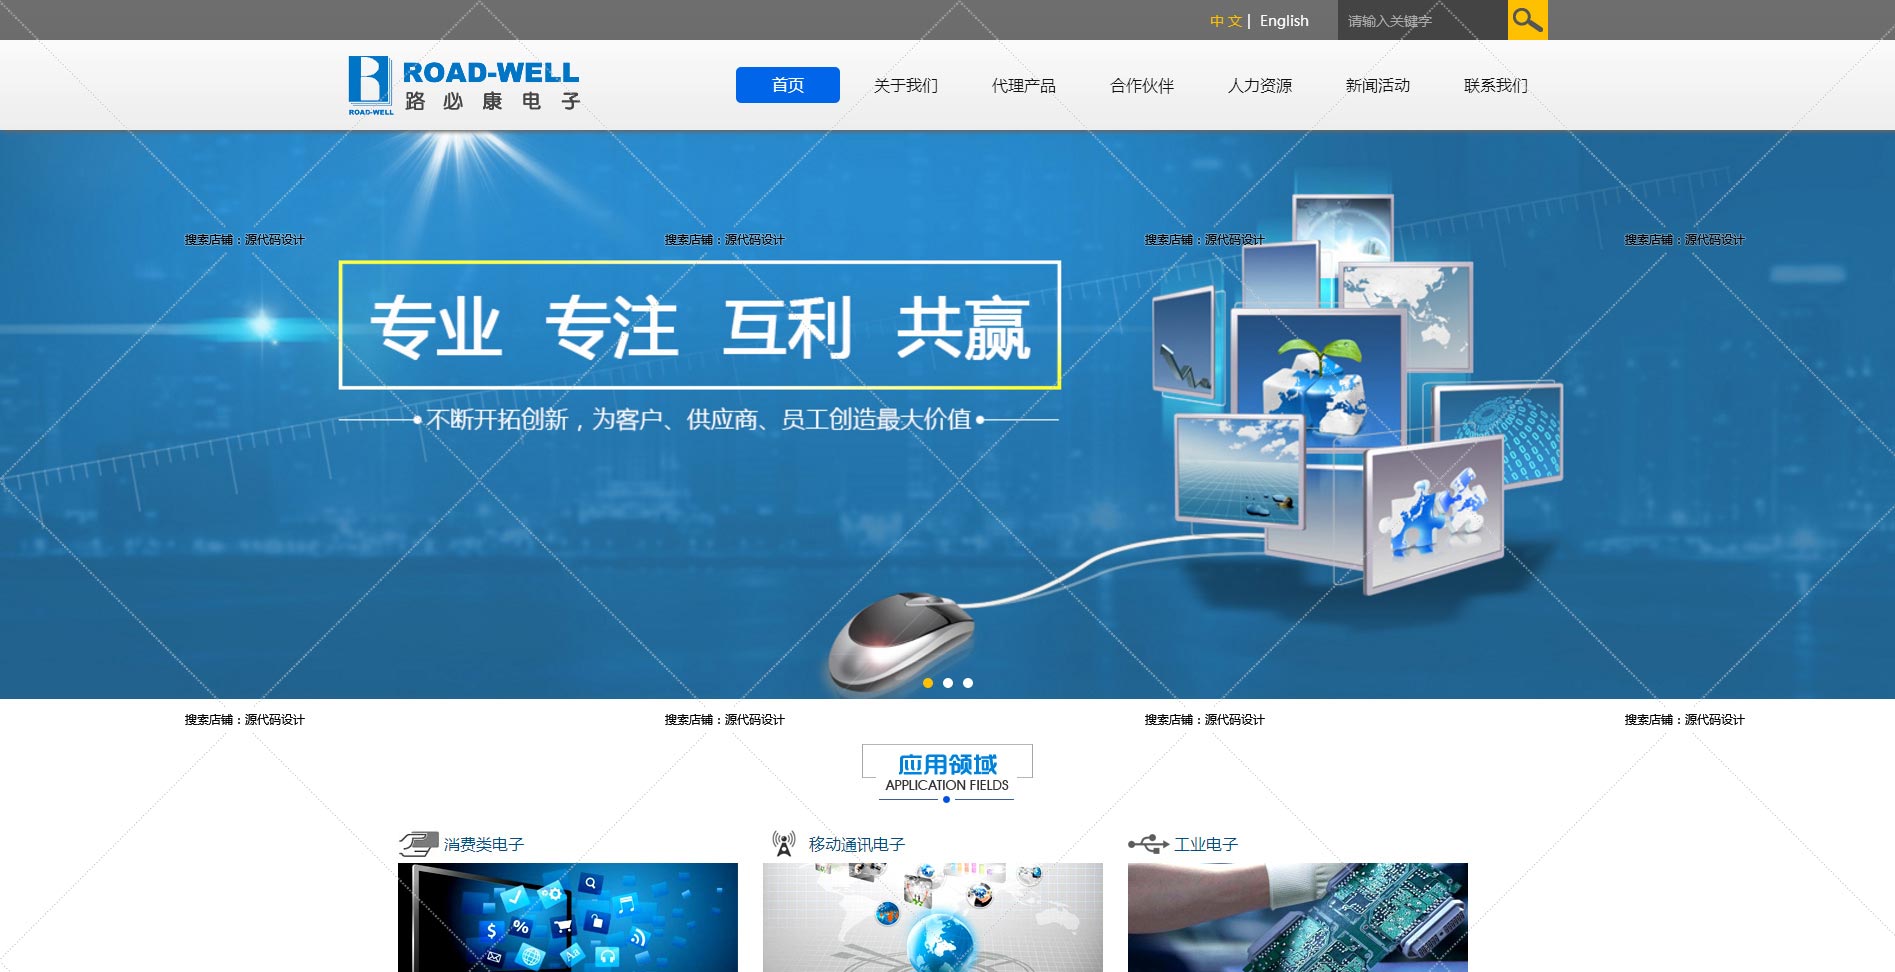 中 文 | English
请输入关键字
ROAD-WELL
路必康电子
ROAD-WELL
首页 关于我们 代理产品 合作伙伴 人力资源 新闻活动 联系我们
搜索店铺：源代码设计 搜索店铺：源代码设计 搜索店铺：源代码设计 搜索店铺：源代码设计
专业 专注 互利 共赢
不断开拓创新，为客户、供应商、员工创造最大价值
搜索店铺：源代码设计 搜索店铺：源代码设计 搜索店铺：源代码设计 搜索店铺：源代码设计
应用领域
APPLICATION FIELDS
消费类电子 移动通讯电子 工业电子